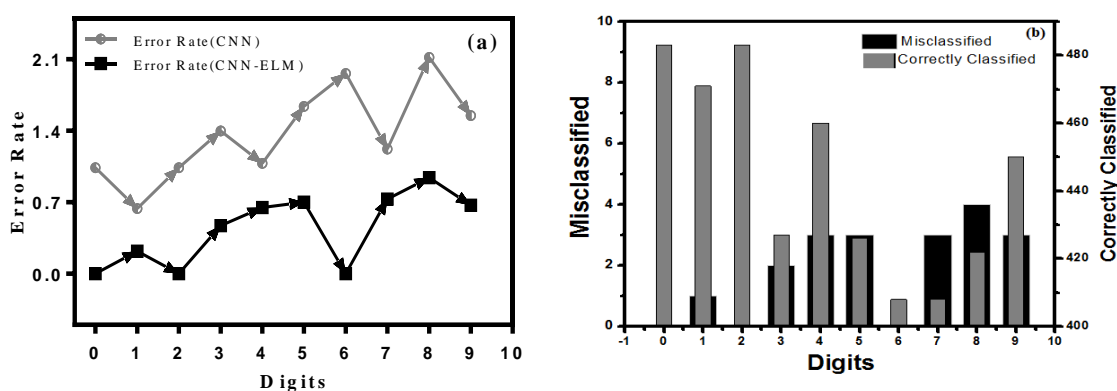 (a)
Error Rate(CNN)
Error Rate(CNN-ELM)
Error Rate
2.1
1.4
0.7
0.0
0 1 2 3 4 5 6 7 8 9 10
Digits
(b)
Misclassified
Correctly Classified
Misclassified
10
8
6
4
2
0
480
460
440
420
400
Correctly Classified
-1 0 1 2 3 4 5 6 7 8 9 10
Digits